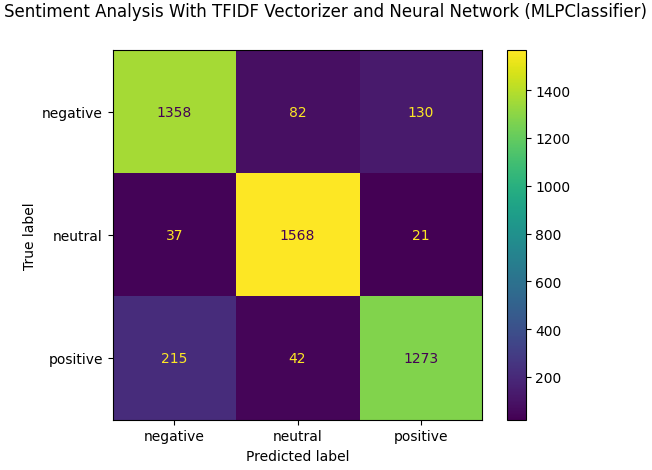 Sentiment Analysis With TFIDF Vectorizer and Neural Network (MLPClassifier)
negative 1358 82 130
neutral 37 1568 21
positive 215 42 1273
negative neutral positive
Predicted label
True label
1400
1200
1000
800
600
400
200